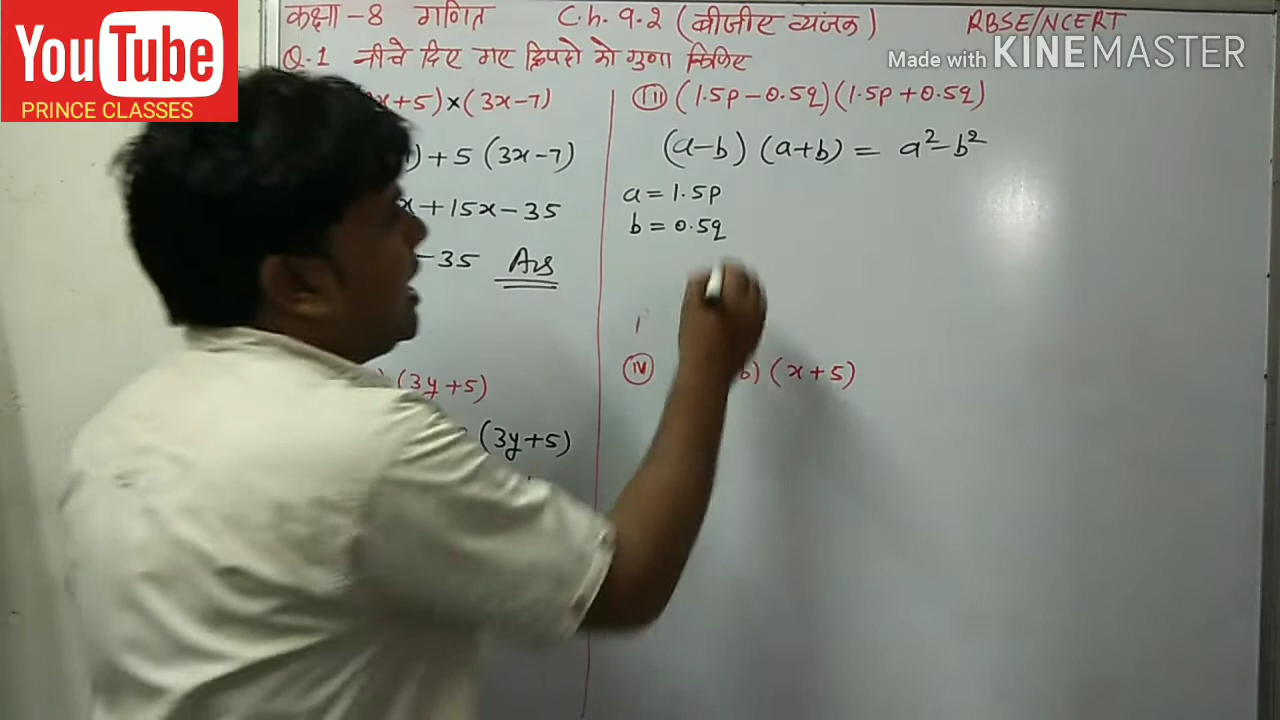 YouTube
PRINCE CLASSES
कक्षा -8 गणित Ch. 9.2 (बीजीए व्यंजक) RBSE/NCERT
Made with KINEMASTER
Q.1 नीचे दिए गए द्विपदो को गुणा किजिए
x+5)×(3x-7)
) + 5 (3x-7)
x + 15x - 35
- 35 Ans
) (3y+5)
(3y+5)
(iii) (1.5p - 0.5q)(1.5p + 0.5q)
(a-b) (a+b) = a²-b²
a = 1.5p
b = 0.5q
(iv) b) (x+5)